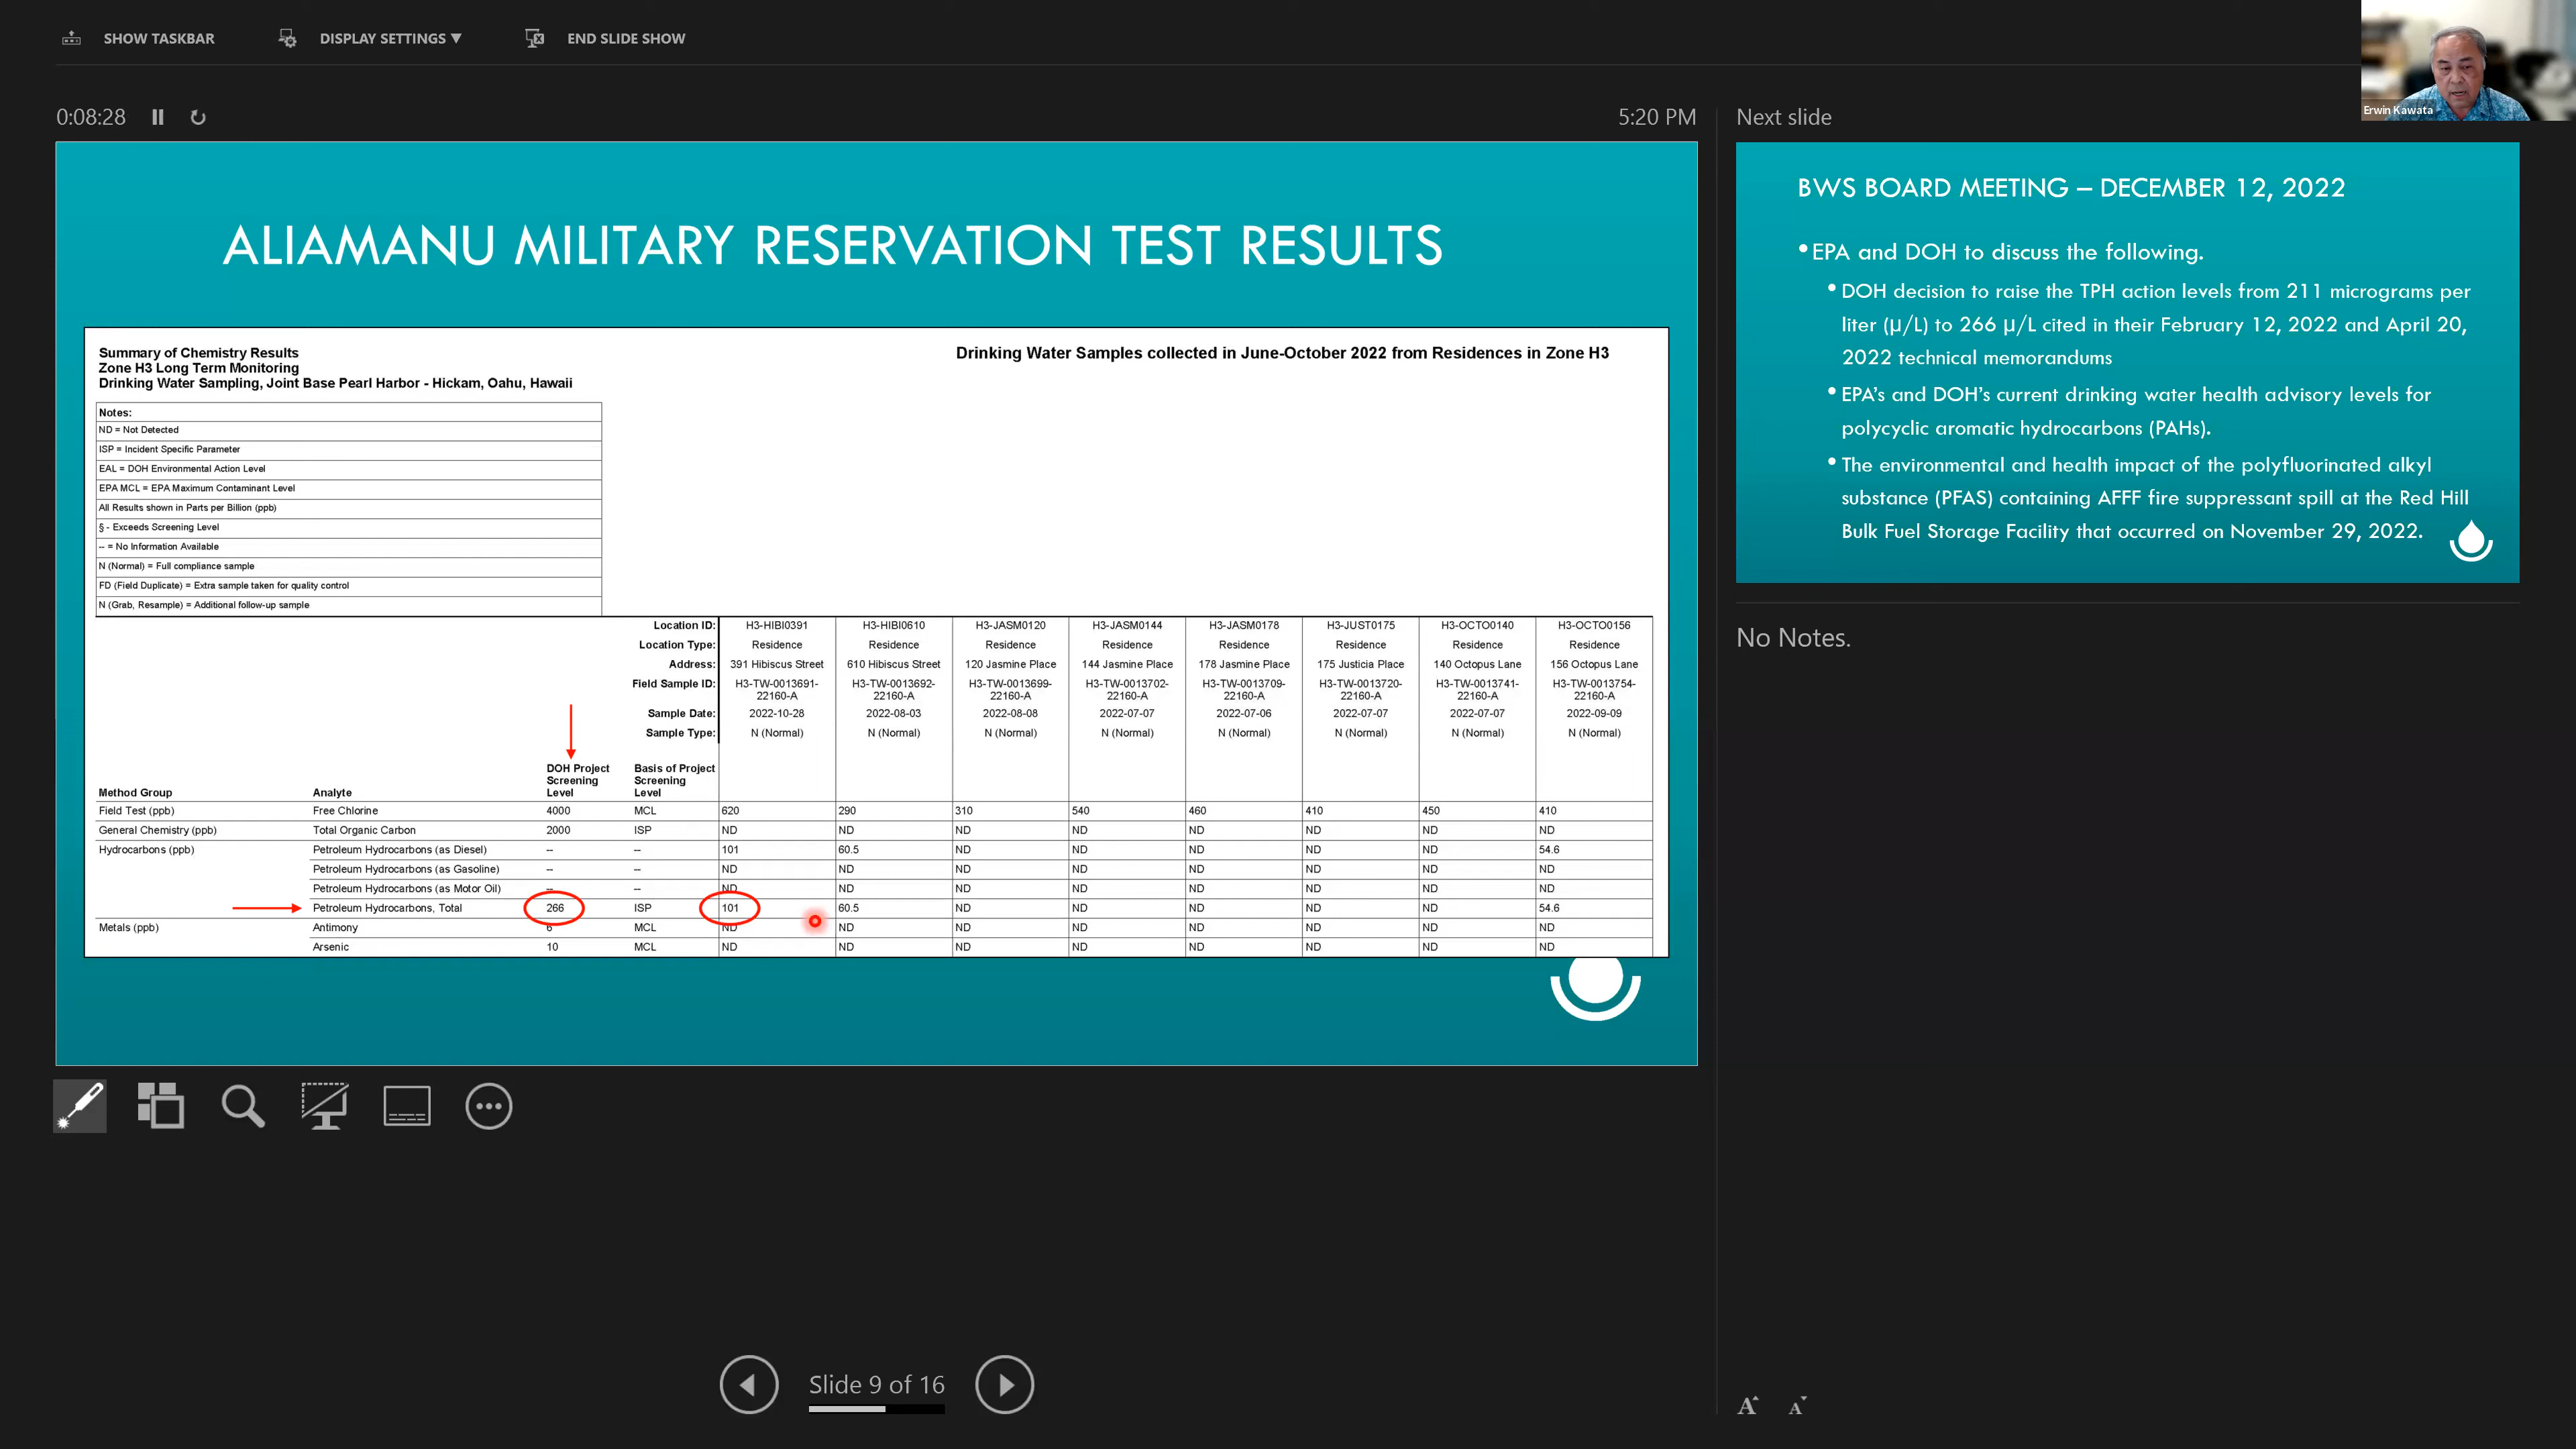 SHOW TASKBAR DISPLAY SETTINGS ▼ END SLIDE SHOW
0:08:28 5:20 PM
ALIAMANU MILITARY RESERVATION TEST RESULTS
Summary of Chemistry Results
Zone H3 Long Term Monitoring
Drinking Water Sampling, Joint Base Pearl Harbor - Hickam, Oahu, Hawaii
Drinking Water Samples collected in June-October 2022 from Residences in Zone H3
Notes:
ND = Not Detected
ISP = Incident Specific Parameter
EAL = DOH Environmental Action Level
EPA MCL = EPA Maximum Contaminant Level
All Results shown in Parts per Billion (ppb)
§ - Exceeds Screening Level
-- = No Information Available
N (Normal) = Full compliance sample
FD (Field Duplicate) = Extra sample taken for quality control
N (Grab, Resample) = Additional follow-up sample
Location ID: H3-HIBI0391 H3-HIBI0610 H3-JASM0120 H3-JASM0144 H3-JASM0178 H3-JUST0175 H3-OCTO0140 H3-OCTO0156
Location Type: Residence Residence Residence Residence Residence Residence Residence Residence
Address: 391 Hibiscus Street 610 Hibiscus Street 120 Jasmine Place 144 Jasmine Place 178 Jasmine Place 175 Justicia Place 140 Octopus Lane 156 Octopus Lane
Field Sample ID: H3-TW-0013691- H3-TW-0013692- H3-TW-0013699- H3-TW-0013702- H3-TW-0013709- H3-TW-0013720- H3-TW-0013741- H3-TW-0013754-
22160-A 22160-A 22160-A 22160-A 22160-A 22160-A 22160-A 22160-A
Sample Date: 2022-10-28 2022-08-03 2022-08-08 2022-07-07 2022-07-06 2022-07-07 2022-07-07 2022-09-09
Sample Type: N (Normal) N (Normal) N (Normal) N (Normal) N (Normal) N (Normal) N (Normal) N (Normal)
DOH Project Basis of Project
Screening Screening
Method Group Analyte Level Level
Field Test (ppb) Free Chlorine 4000 MCL 620 290 310 540 460 410 450 410
General Chemistry (ppb) Total Organic Carbon 2000 ISP ND ND ND ND ND ND ND ND
Hydrocarbons (ppb) Petroleum Hydrocarbons (as Diesel) -- -- 101 60.5 ND ND ND ND ND 54.6
Petroleum Hydrocarbons (as Gasoline) -- -- ND ND ND ND ND ND ND ND
Petroleum Hydrocarbons (as Motor Oil) -- -- ND ND ND ND ND ND ND ND
Petroleum Hydrocarbons, Total 266 ISP 101 60.5 ND ND ND ND ND 54.6
Metals (ppb) Antimony 6 MCL ND ND ND ND ND ND ND ND
Arsenic 10 MCL ND ND ND ND ND ND ND ND
Slide 9 of 16
Next slide
Erwin Kawata
BWS BOARD MEETING – DECEMBER 12, 2022
• EPA and DOH to discuss the following.
• DOH decision to raise the TPH action levels from 211 micrograms per
liter (µ/L) to 266 µ/L cited in their February 12, 2022 and April 20,
2022 technical memorandums
• EPA's and DOH's current drinking water health advisory levels for
polycyclic aromatic hydrocarbons (PAHs).
• The environmental and health impact of the polyfluorinated alkyl
substance (PFAS) containing AFFF fire suppressant spill at the Red Hill
Bulk Fuel Storage Facility that occurred on November 29, 2022.
No Notes.
A A